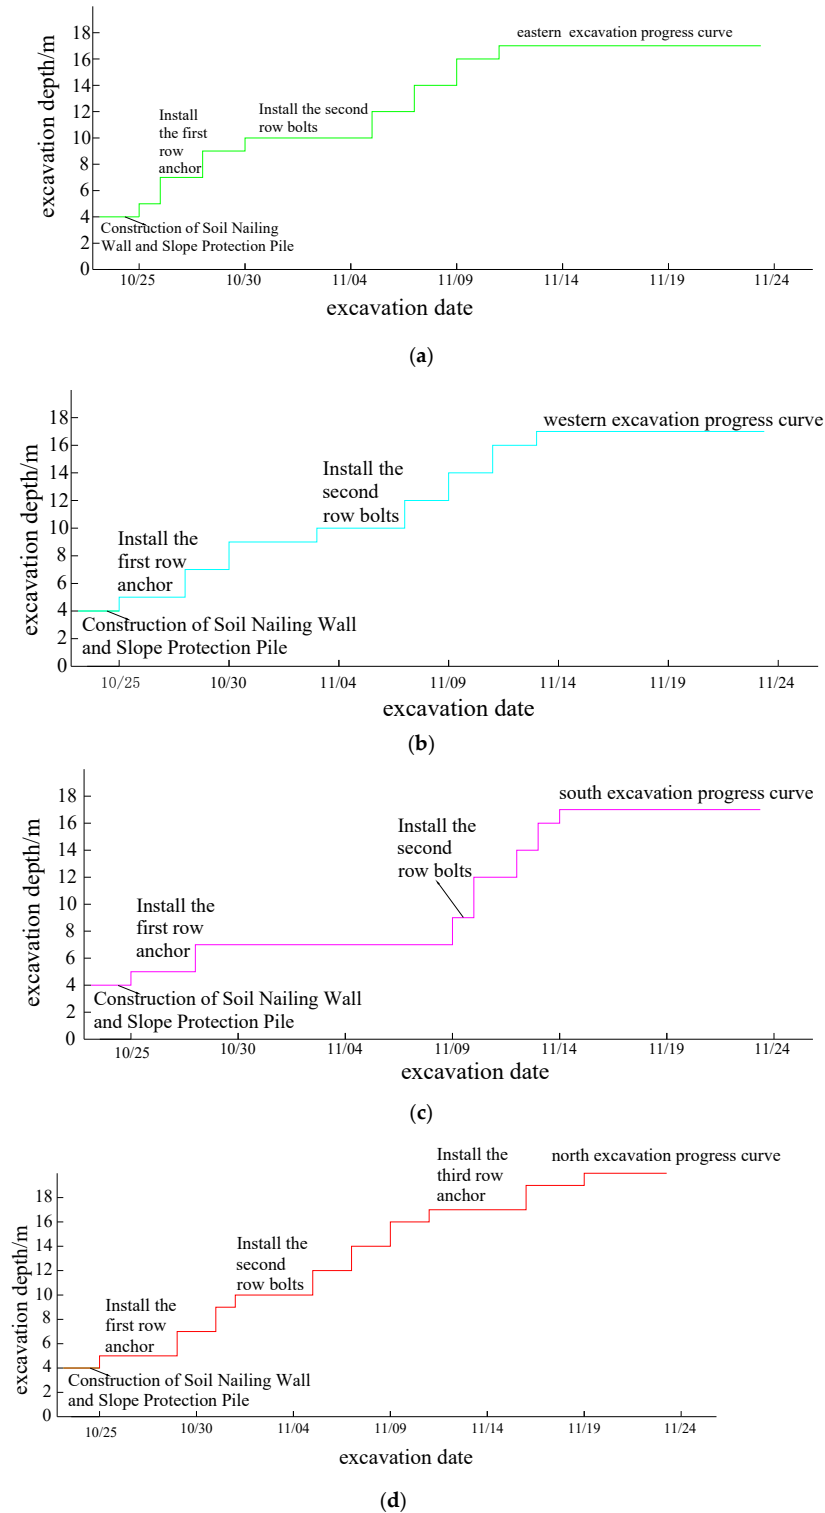 eastern excavation progress curve
excavation depth/m
18
16
14
12
10
8
6
4
2
0
Install
the first
row
anchor
Install the second
row bolts
Construction of Soil Nailing
Wall and Slope Protection Pile
10/25 10/30 11/04 11/09 11/14 11/19 11/24
excavation date
(a)
western excavation progress curve
excavation depth/m
18
16
14
12
10
8
6
4
2
0
Install the
second
row bolts
Install the
first row
anchor
Construction of Soil Nailing Wall
and Slope Protection Pile
10/25 10/30 11/04 11/09 11/14 11/19 11/24
excavation date
(b)
south excavation progress curve
excavation depth/m
18
16
14
12
10
8
6
4
2
0
Install the
second
row bolts
Install the
first row
anchor
Construction of Soil Nailing Wall
and Slope Protection Pile
10/25 10/30 11/04 11/09 11/14 11/19 11/24
excavation date
(c)
Install the
third row
anchor
north excavation progress curve
excavation depth/m
18
16
14
12
10
8
6
4
2
0
Install the
second
row bolts
Install the
first row
anchor
Construction of Soil Nailing Wall
and Slope Protection Pile
10/25 10/30 11/04 11/09 11/14 11/19 11/24
excavation date
(d)